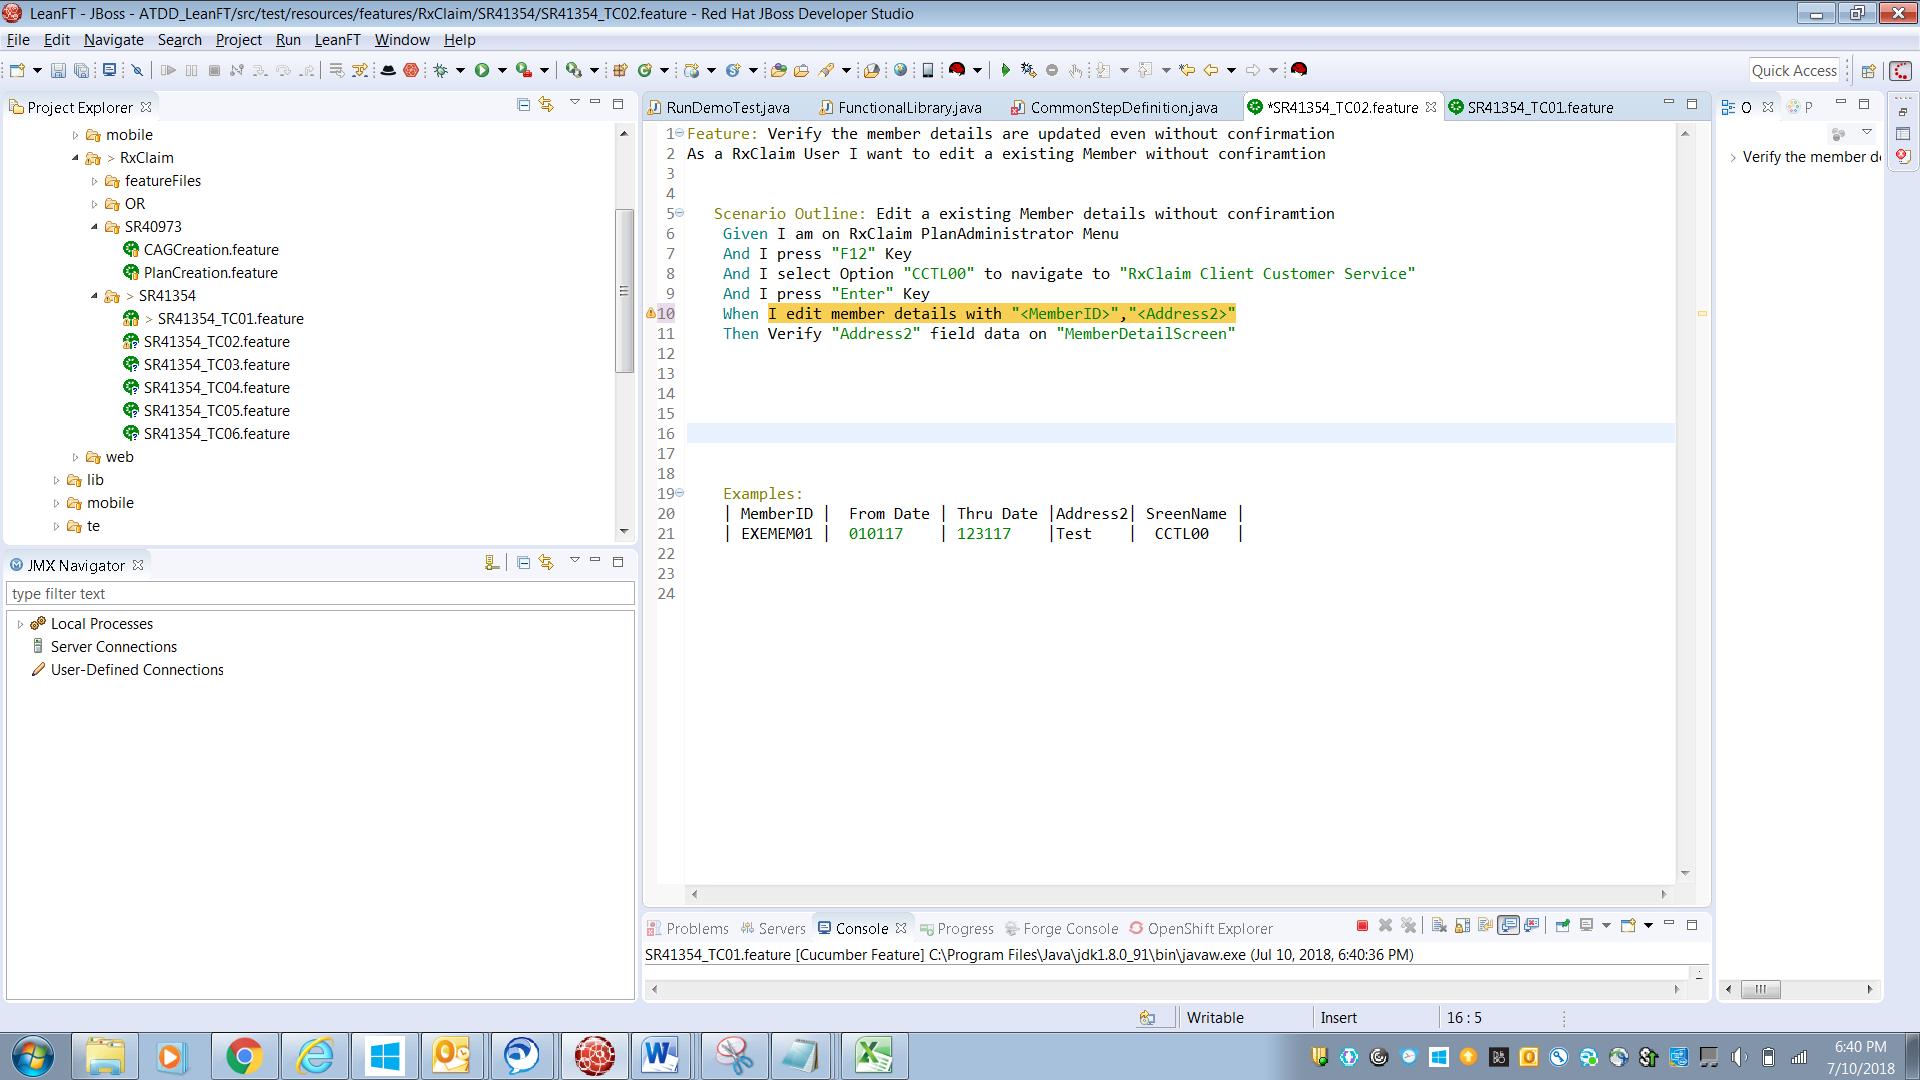 LeanFT - JBoss - ATDD_LeanFT/src/test/resources/features/RxClaim/SR41354/SR41354_TC02.feature - Red Hat JBoss Developer Studio
File Edit Navigate Search Project Run LeanFT Window Help
Quick Access
Project Explorer
mobile
> RxClaim
featureFiles
OR
SR40973
CAGCreation.feature
PlanCreation.feature
> SR41354
> SR41354_TC01.feature
SR41354_TC02.feature
SR41354_TC03.feature
SR41354_TC04.feature
SR41354_TC05.feature
SR41354_TC06.feature
web
lib
mobile
te
JMX Navigator
type filter text
Local Processes
Server Connections
User-Defined Connections
RunDemoTest.java FunctionalLibrary.java CommonStepDefinition.java *SR41354_TC02.feature SR41354_TC01.feature
1 Feature: Verify the member details are updated even without confirmation
2 As a RxClaim User I want to edit a existing Member without confiramtion
3
4
5 Scenario Outline: Edit a existing Member details without confiramtion
6 Given I am on RxClaim PlanAdministrator Menu
7 And I press "F12" Key
8 And I select Option "CCTL00" to navigate to "RxClaim Client Customer Service"
9 And I press "Enter" Key
10 When I edit member details with "<MemberID>","<Address2>"
11 Then Verify "Address2" field data on "MemberDetailScreen"
12
13
14
15
16
17
18
19 Examples:
20 | MemberID | From Date | Thru Date |Address2| SreenName |
21 | EXEMEM01 | 010117 | 123117 |Test | CCTL00 |
22
23
24
O P
> Verify the member de
Problems Servers Console Progress Forge Console OpenShift Explorer
SR41354_TC01.feature [Cucumber Feature] C:\Program Files\Java\jdk1.8.0_91\bin\javaw.exe (Jul 10, 2018, 6:40:36 PM)
Writable Insert 16 : 5
6:40 PM
7/10/2018